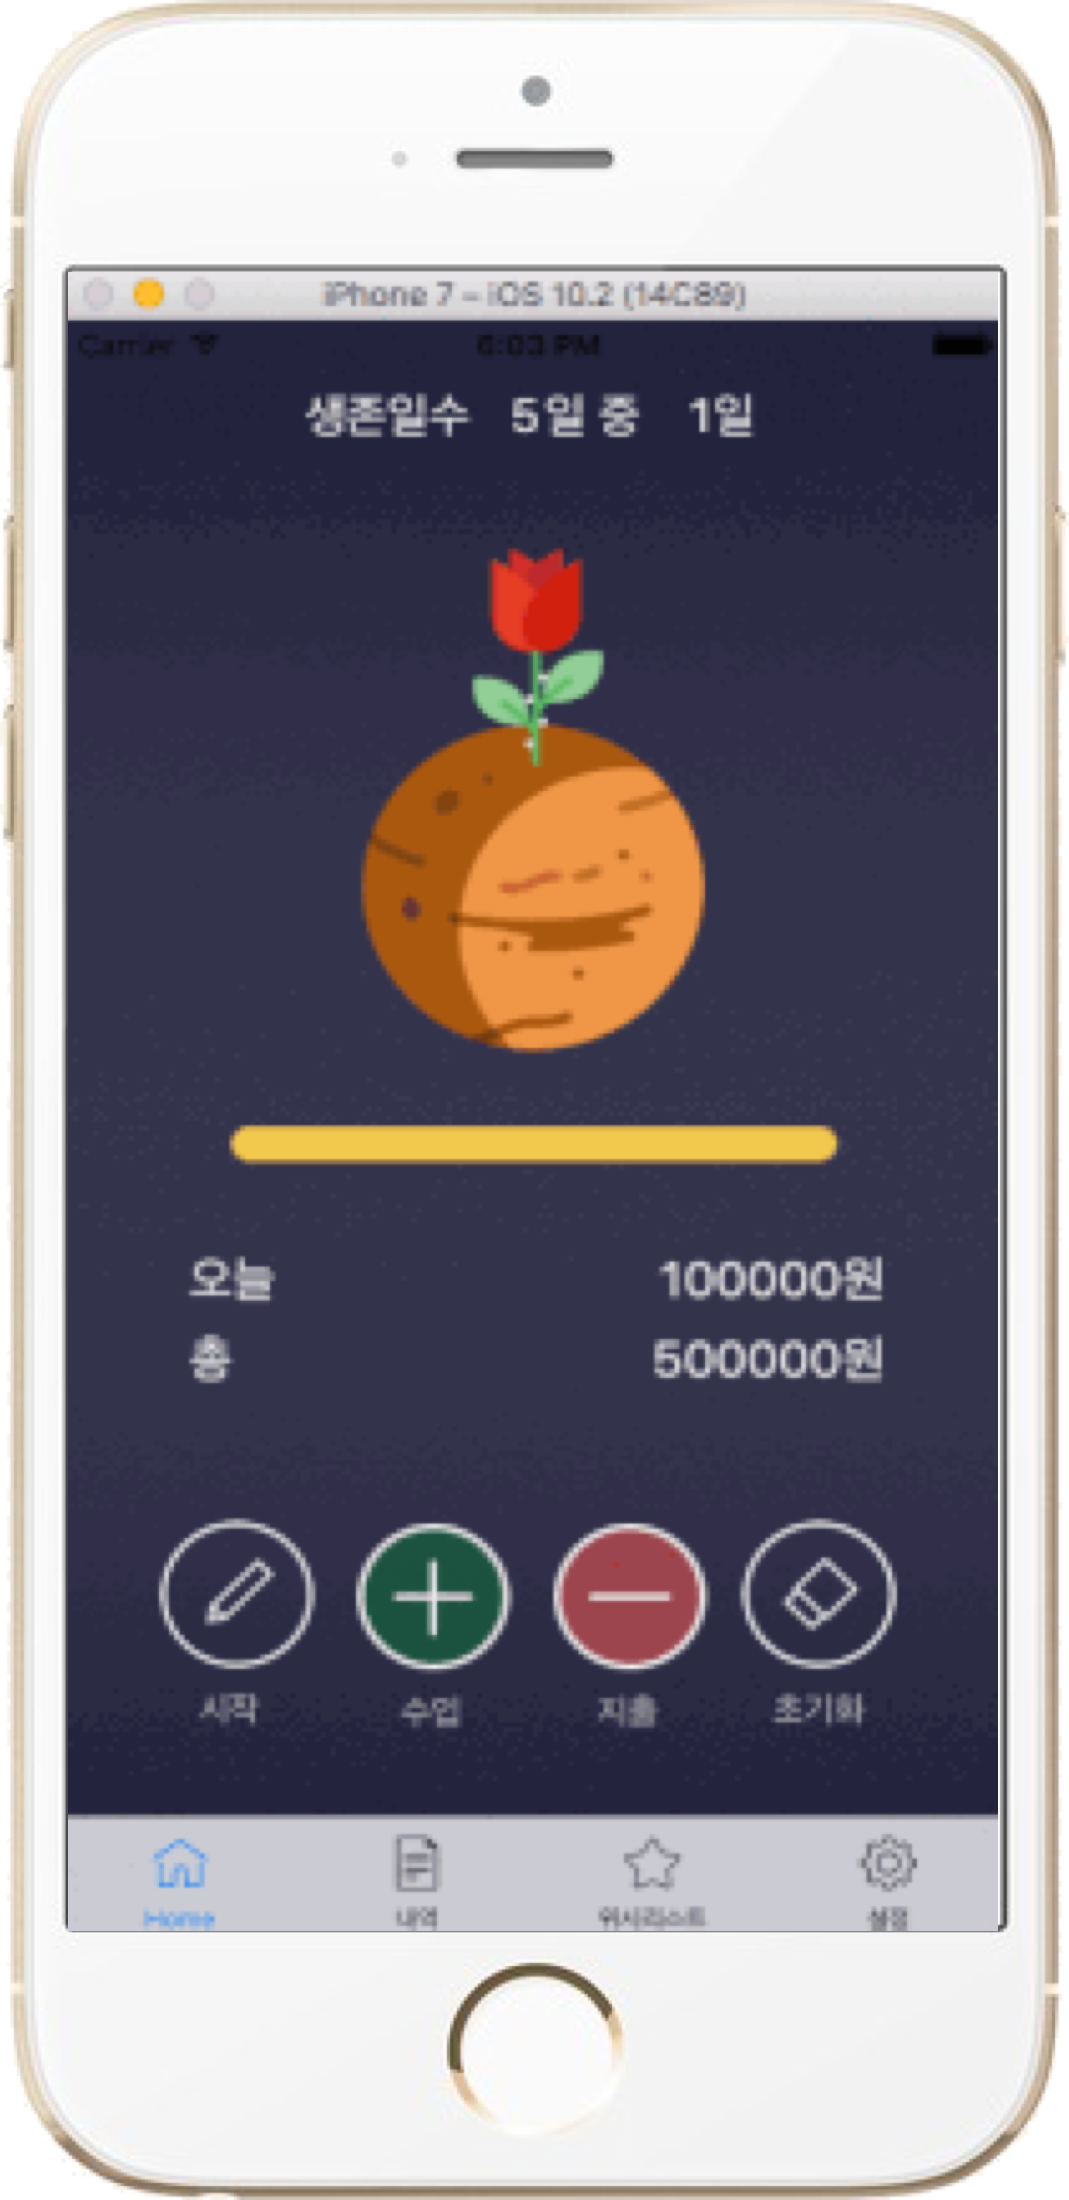 iPhone 7 – iOS 10.2 (14C89)
Carrier 6:03 PM
생존일수 5일 중 1일
오늘 100000원
총 500000원
시작 수입 지출 초기화
Home 내역 위시리스트 설정